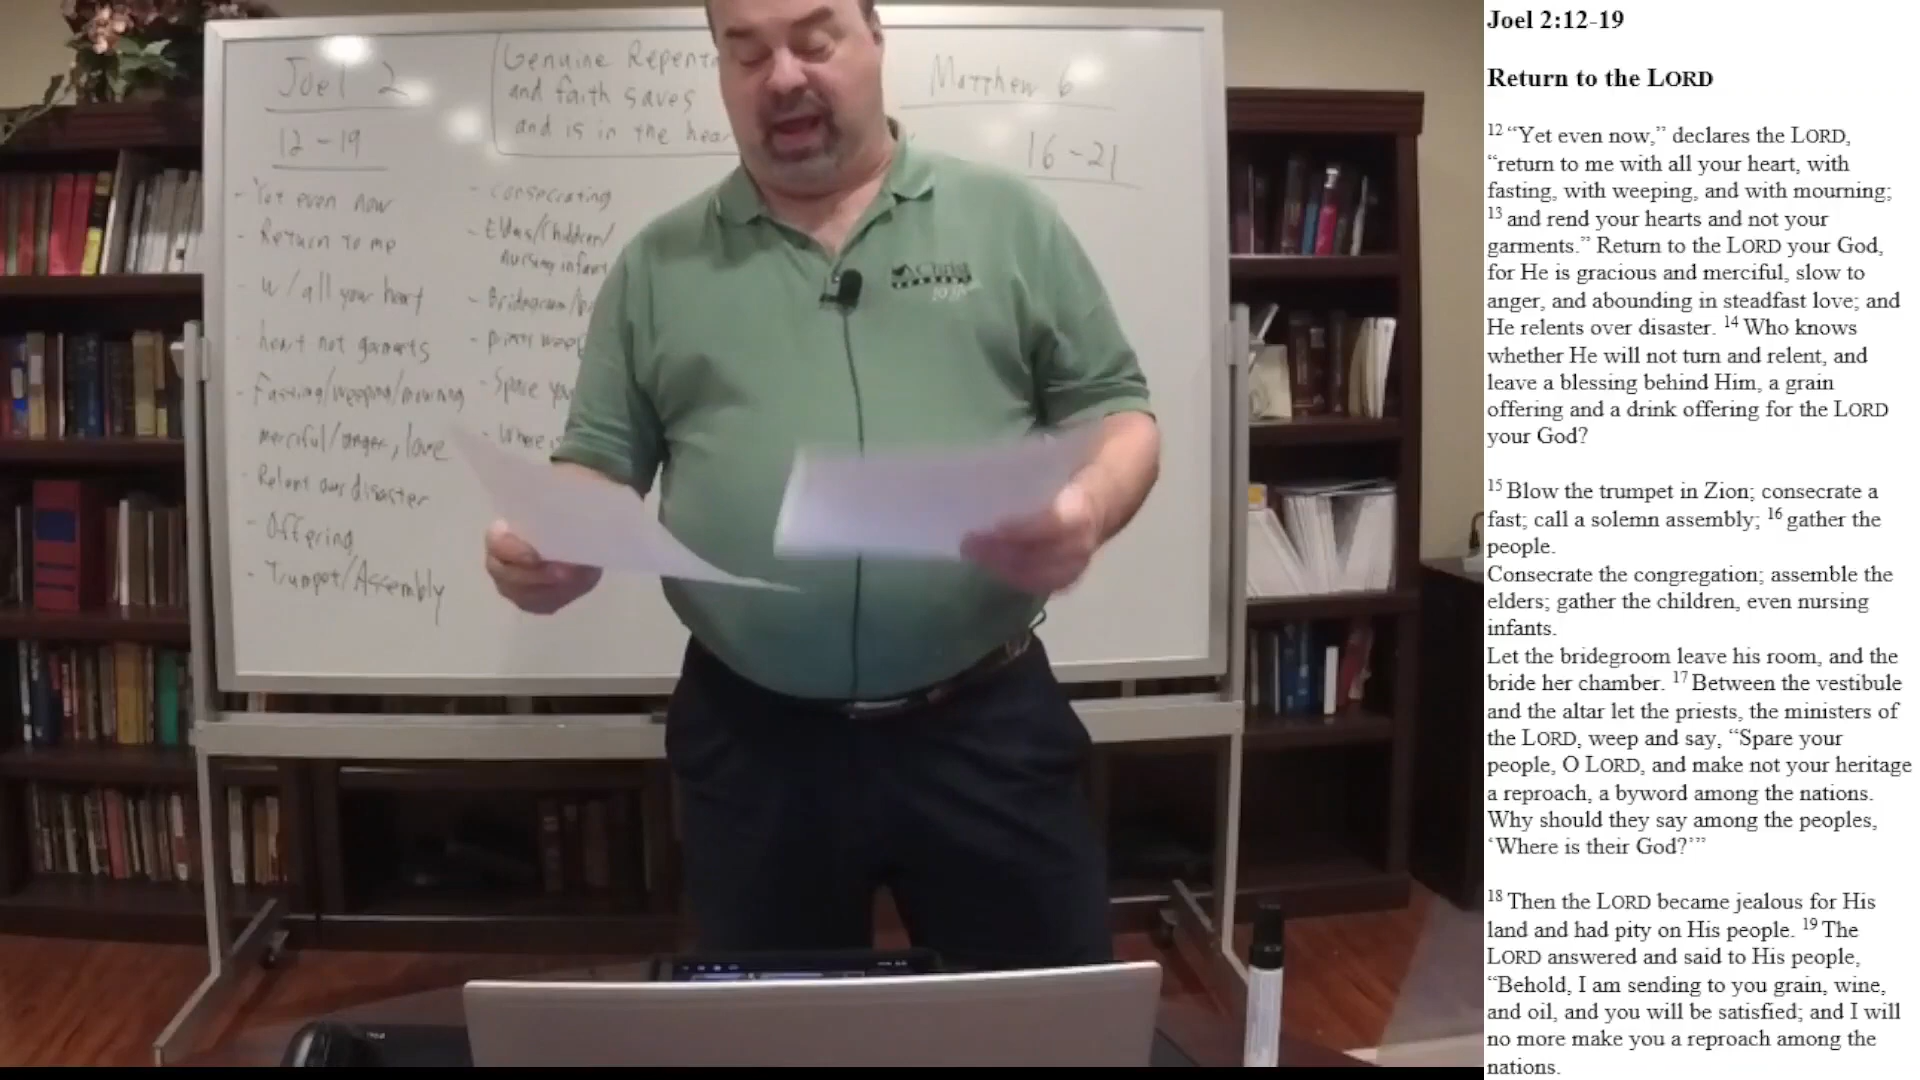 Joel 2
12-19
- Yet even now
- Return to me
- w/all your heart
heart not garments
- Fasting/weeping/mourning
merciful/anger, love
- Relent over disaster
- Offering
- Trumpet/Assembly
Genuine
and faith saves
and is in the
- consecrating
- Elders/Children/
nursing infant
- Bridegroom/
- priests
- Spare
- Where is
Matthew 6
16-21
Christ
Joel 2:12-19
Return to the LORD
12 “Yet even now,” declares the LORD,
“return to me with all your heart, with
fasting, with weeping, and with mourning;
13 and rend your hearts and not your
garments.” Return to the LORD your God,
for He is gracious and merciful, slow to
anger, and abounding in steadfast love; and
He relents over disaster. 14 Who knows
whether He will not turn and relent, and
leave a blessing behind Him, a grain
offering and a drink offering for the LORD
your God?
15 Blow the trumpet in Zion; consecrate a
fast; call a solemn assembly; 16 gather the
people.
Consecrate the congregation; assemble the
elders; gather the children, even nursing
infants.
Let the bridegroom leave his room, and the
bride her chamber. 17 Between the vestibule
and the altar let the priests, the ministers of
the LORD, weep and say, “Spare your
people, O LORD, and make not your heritage
a reproach, a byword among the nations.
Why should they say among the peoples,
‘Where is their God?’”
18 Then the LORD became jealous for His
land and had pity on His people. 19 The
LORD answered and said to His people,
“Behold, I am sending to you grain, wine,
and oil, and you will be satisfied; and I will
no more make you a reproach among the
nations.